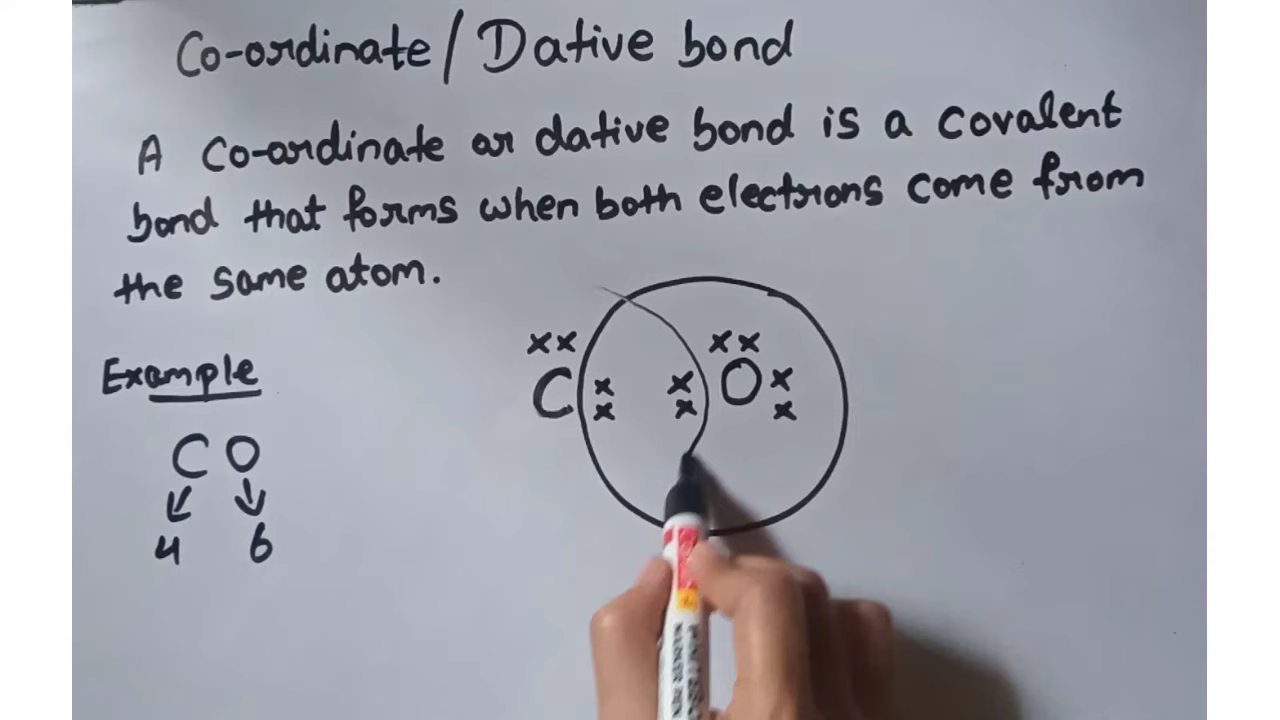 Co-ordinate/Dative bond
A Co-ordinate or dative bond is a covalent
bond that forms when both electrons come from
the same atom.
Example
C O
4 6
xx xx
C x x O x
x x x